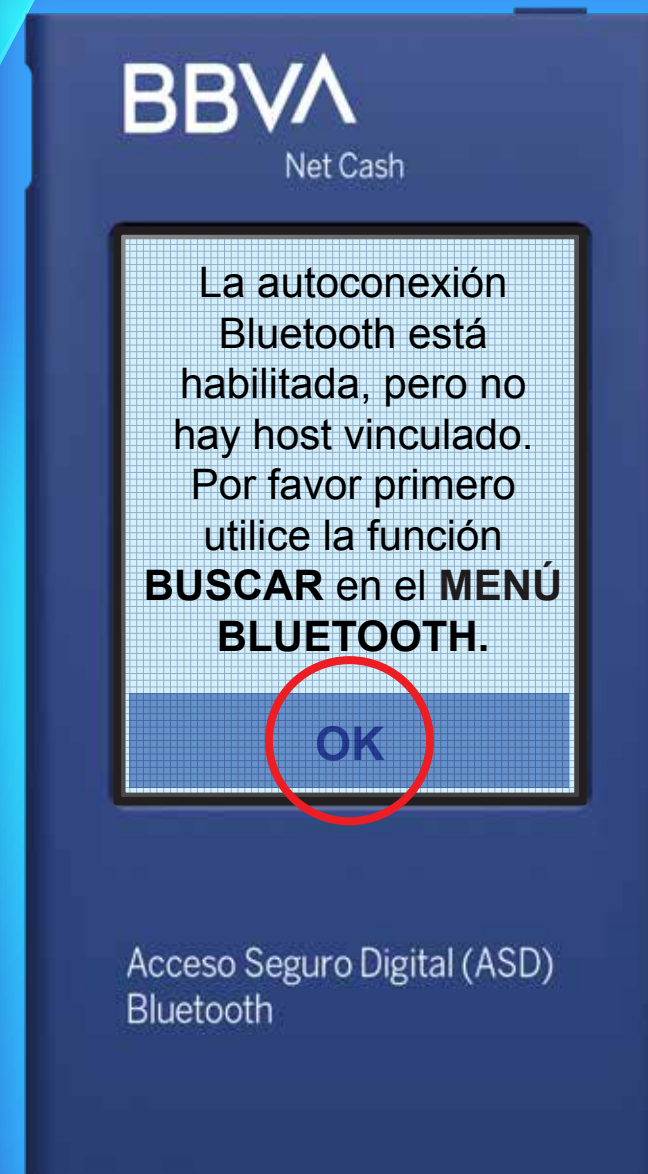 BBVA
Net Cash
La autoconexión
Bluetooth está
habilitada, pero no
hay host vinculado.
Por favor primero
utilice la función
BUSCAR en el MENÚ
BLUETOOTH.
OK
Acceso Seguro Digital (ASD)
Bluetooth